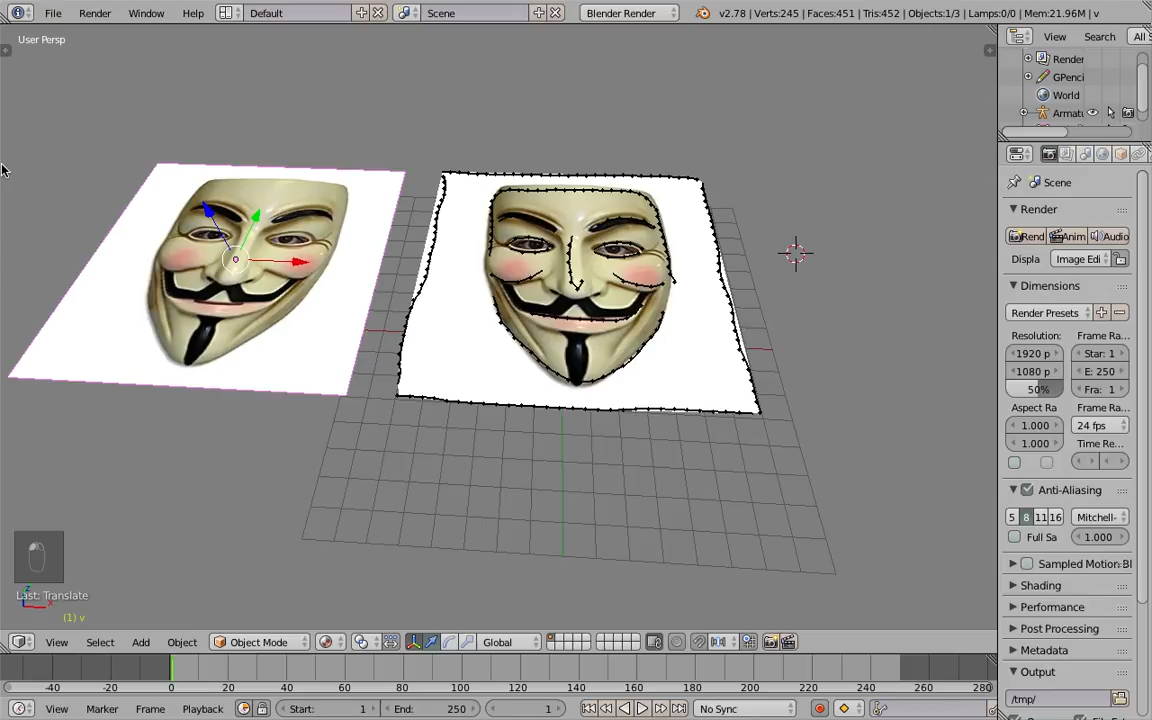 File Render Window Help Default Scene Blender Render v2.78 | Verts:245 | Faces:451 | Tris:452 | Objects:1/3 | Lamps:0/0 | Mem:21.96M | v
User Persp
View Search All S
Render
GPenci
World
Armatu
Scene
Render
Rend Anim Audio
Displa Image Edi
Dimensions
Render Presets
Resolution: Frame Ra...
1920 p Star: 1
1080 p E: 250
50% Fra: 1
Aspect Ra Frame Ra...
1.000 24 fps
1.000 Time Re...
Anti-Aliasing
5 8 11 16 Mitchell-
Full Sa 1.000
Sampled Motion Bl
Shading
Performance
Post Processing
Metadata
Output
/tmp/
Last: Translate
(1) v
View Select Add Object Object Mode Global
-40 -20 0 20 40 60 80 100 120 140 160 180 200 220 240 260 280
View Marker Frame Playback Start: 1 End: 250 1 No Sync